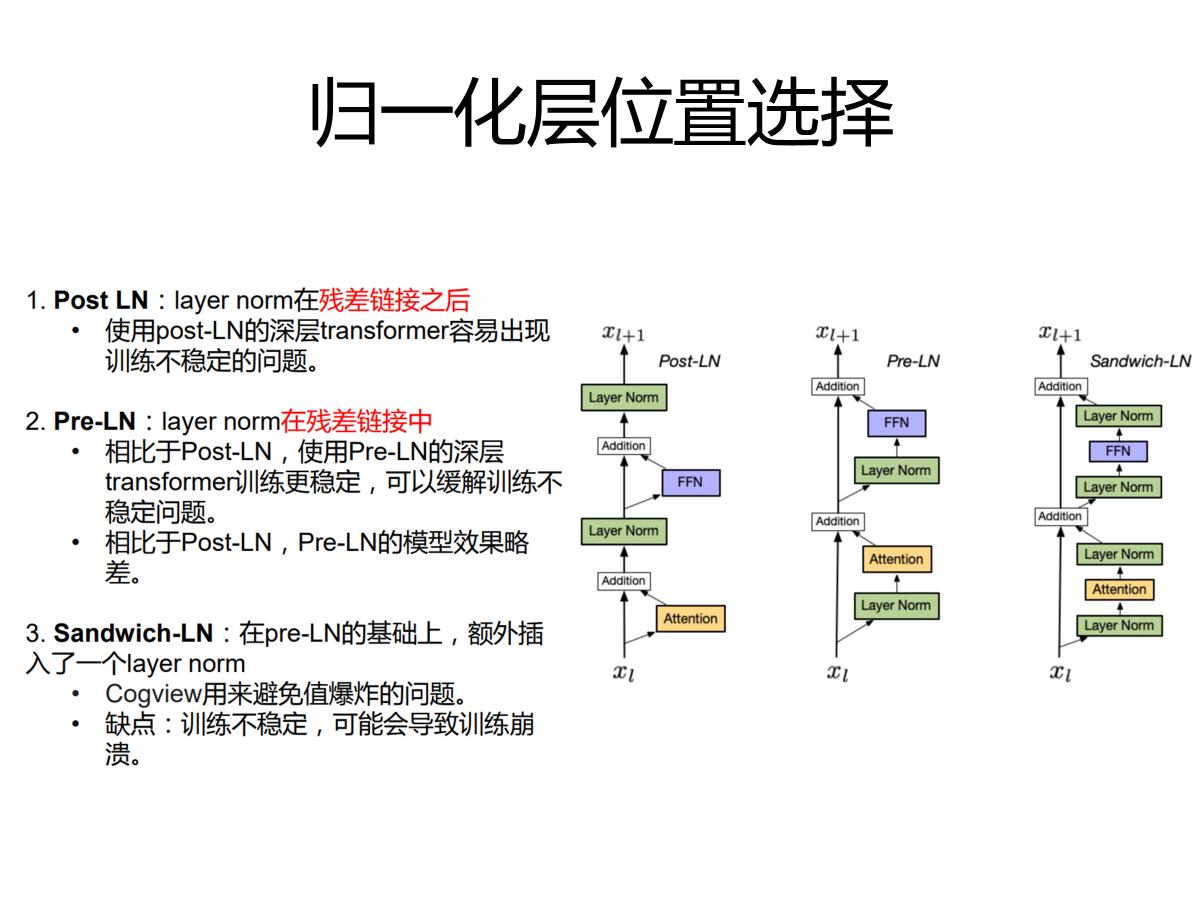 归一化层位置选择
1. Post LN：layer norm在残差链接之后
• 使用post-LN的深层transformer容易出现
训练不稳定的问题。
2. Pre-LN：layer norm在残差链接中
• 相比于Post-LN，使用Pre-LN的深层
transformer训练更稳定，可以缓解训练不
稳定问题。
• 相比于Post-LN，Pre-LN的模型效果略
差。
3. Sandwich-LN：在pre-LN的基础上，额外插
入了一个layer norm
• Cogview用来避免值爆炸的问题。
• 缺点：训练不稳定，可能会导致训练崩
溃。
x_{l+1}
Post-LN
Layer Norm
Addition
FFN
Layer Norm
Addition
Attention
x_l
x_{l+1}
Pre-LN
Addition
FFN
Layer Norm
Addition
Attention
Layer Norm
x_l
x_{l+1}
Sandwich-LN
Addition
Layer Norm
FFN
Layer Norm
Addition
Layer Norm
Attention
Layer Norm
x_l